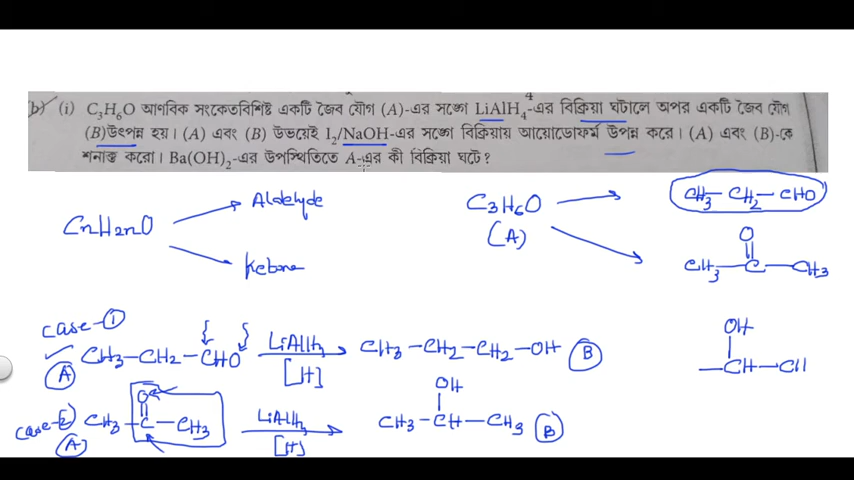 b) (i) C₃H₆O আণবিক সংকেতবিশিষ্ট একটি জৈব যৌগ (A)-এর সঙ্গে LiAlH₄-এর বিক্রিয়া ঘটালে অপর একটি জৈব যৌগ
(B)উৎপন্ন হয়। (A) এবং (B) উভয়েই I₂/NaOH-এর সঙ্গে বিক্রিয়ায় আয়োডোফর্ম উৎপন্ন করে। (A) এবং (B)-কে
শনাক্ত করো। Ba(OH)₂-এর উপস্থিতিতে A-এর কী বিক্রিয়া ঘটে?
CnH2nO
Aldehyde
Ketone
C₃H₆O
(A)
CH₃—CH₂—CHO
O
CH₃—C—CH₃
case-①
CH₃—CH₂—CHO
A
LiAlH₃
[H]
CH₃—CH₂—CH₂—OH
B
OH
—CH—CH
case-2)
O
CH₃—C—CH₃
A
LiAlH₃
[H]
OH
CH₃—CH—CH₃
B